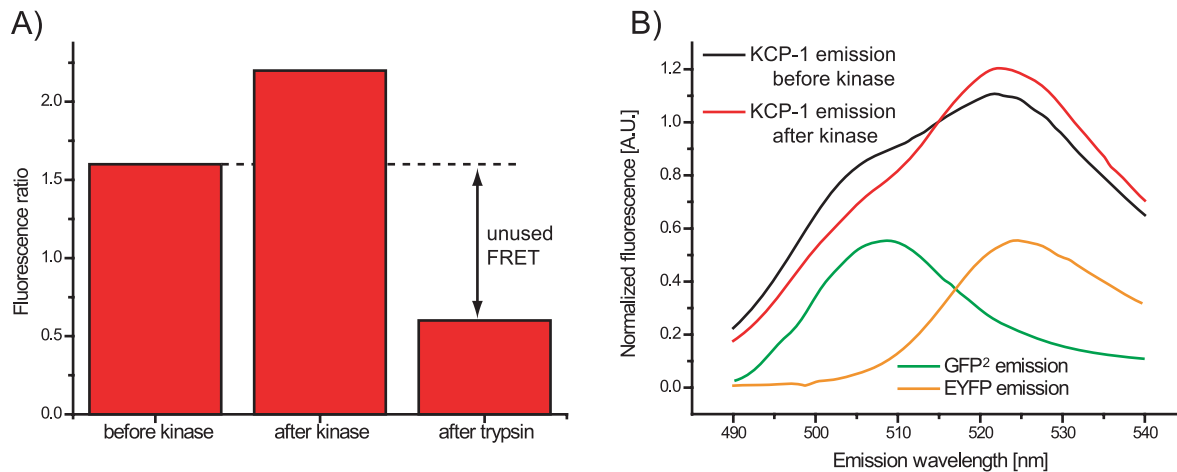 A)
Fluorescence ratio
2.0
1.5
1.0
0.5
0.0
unused
FRET
before kinase
after kinase
after trypsin
B)
Normalized fluorescence [A.U.]
1.2
1.0
0.8
0.6
0.4
0.2
0.0
KCP-1 emission
before kinase
KCP-1 emission
after kinase
GFP² emission
EYFP emission
490
500
510
520
530
540
Emission wavelength [nm]